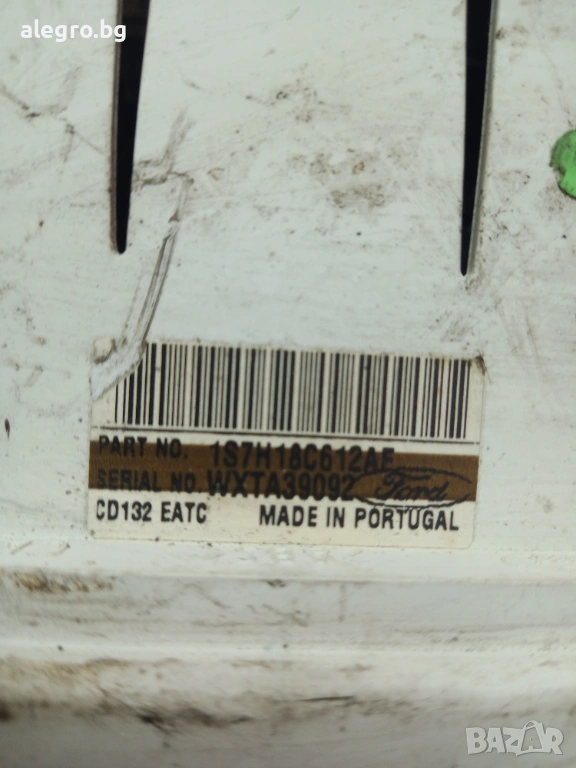 alegro.bg
PART NO. 1S7H18C612AE
SERIAL NO. WXTA39092 Ford
CD132 EATC MADE IN PORTUGAL
BAZAR